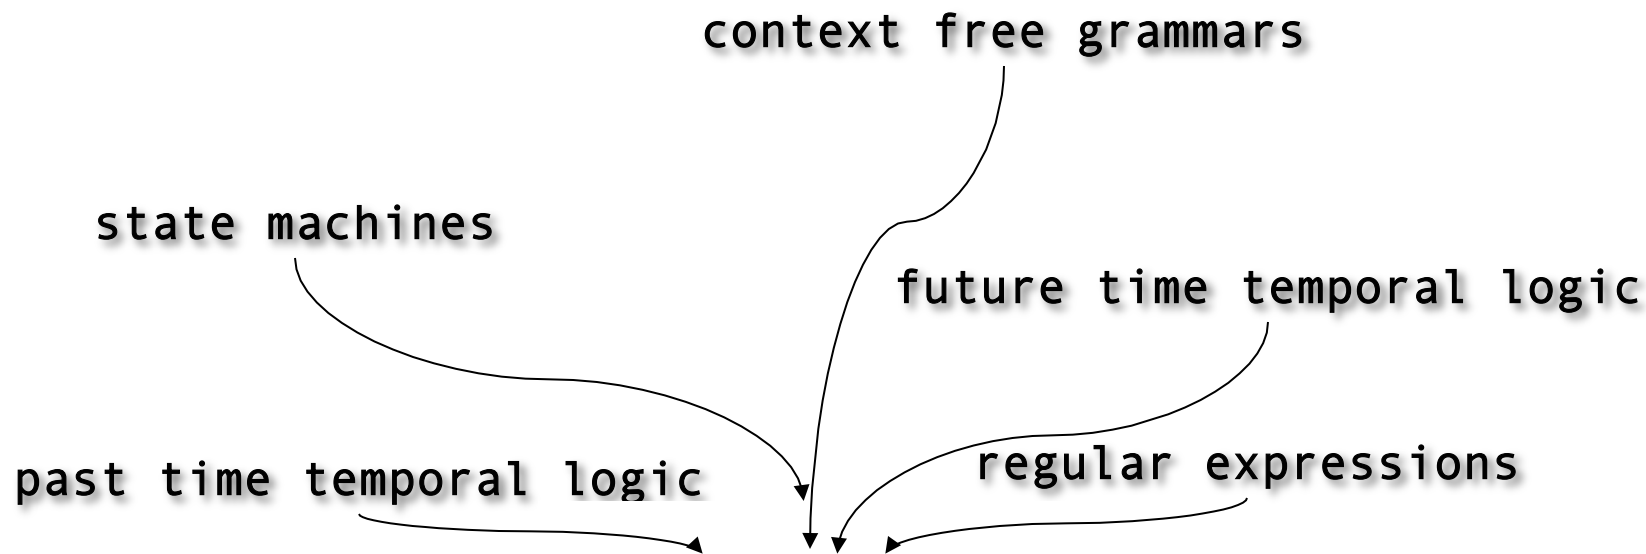 context free grammars
state machines
future time temporal logic
past time temporal logic
regular expressions